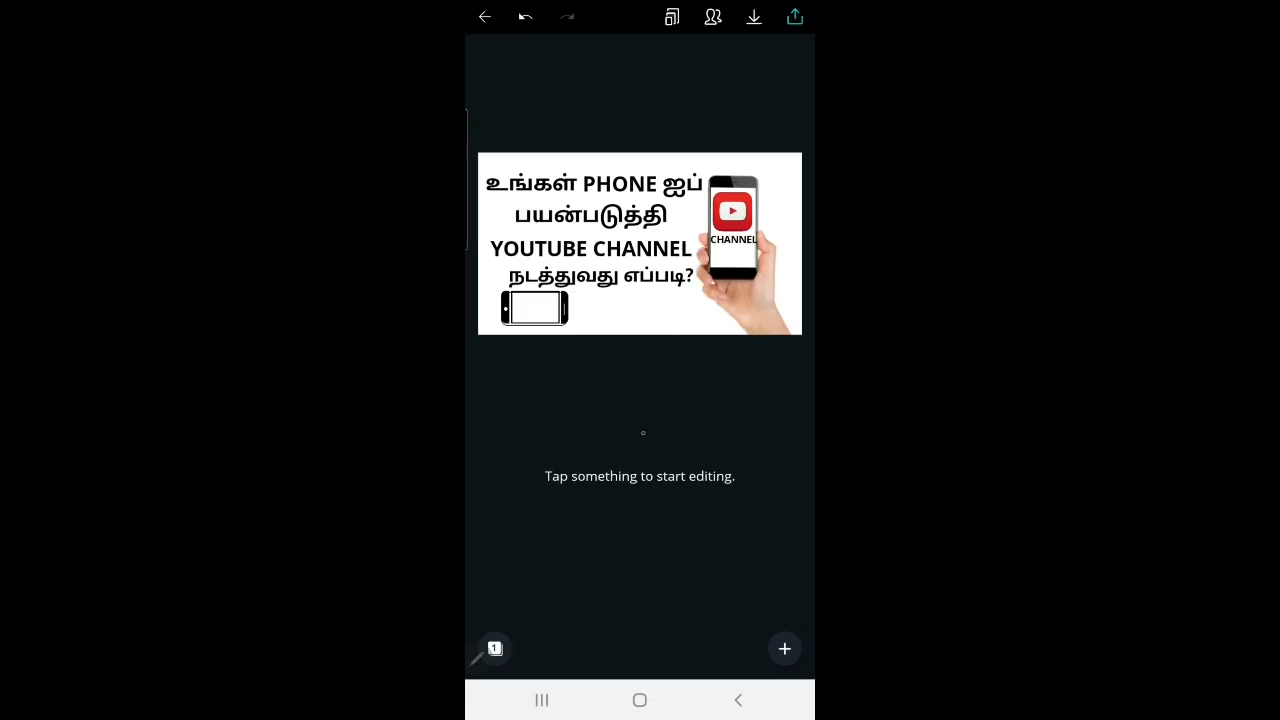 உங்கள் PHONE ஐப்
பயன்படுத்தி
YOUTUBE CHANNEL
நடத்துவது எப்படி?
CHANNEL
Tap something to start editing.
1